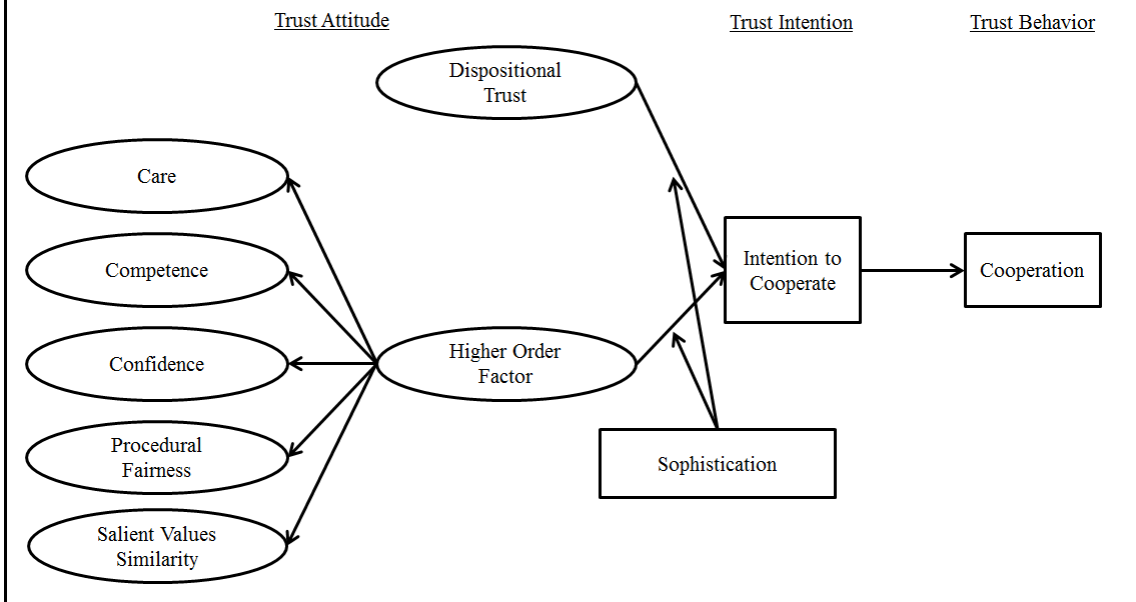 Trust Attitude
Trust Intention
Trust Behavior
Dispositional
Trust
Care
Competence
Confidence
Procedural
Fairness
Salient Values
Similarity
Higher Order
Factor
Intention to
Cooperate
Cooperation
Sophistication